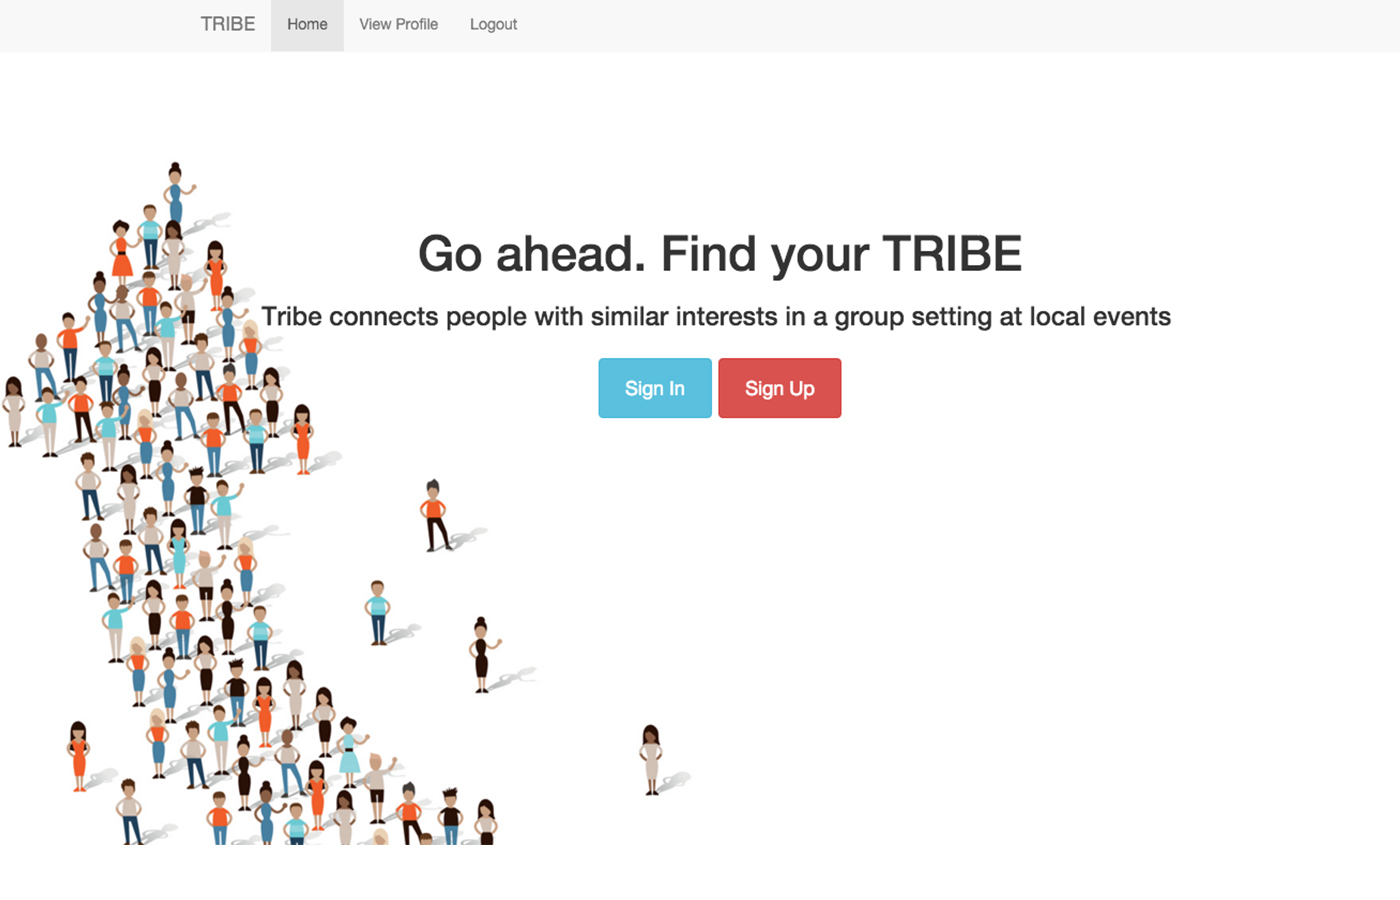 TRIBE Home View Profile Logout
Go ahead. Find your TRIBE
Tribe connects people with similar interests in a group setting at local events
Sign In Sign Up